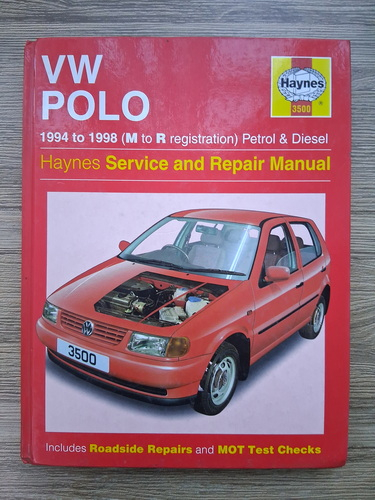 VW
POLO
Haynes
3500
1994 to 1998 (M to R registration) Petrol & Diesel
Haynes Service and Repair Manual
3500
Includes Roadside Repairs and MOT Test Checks